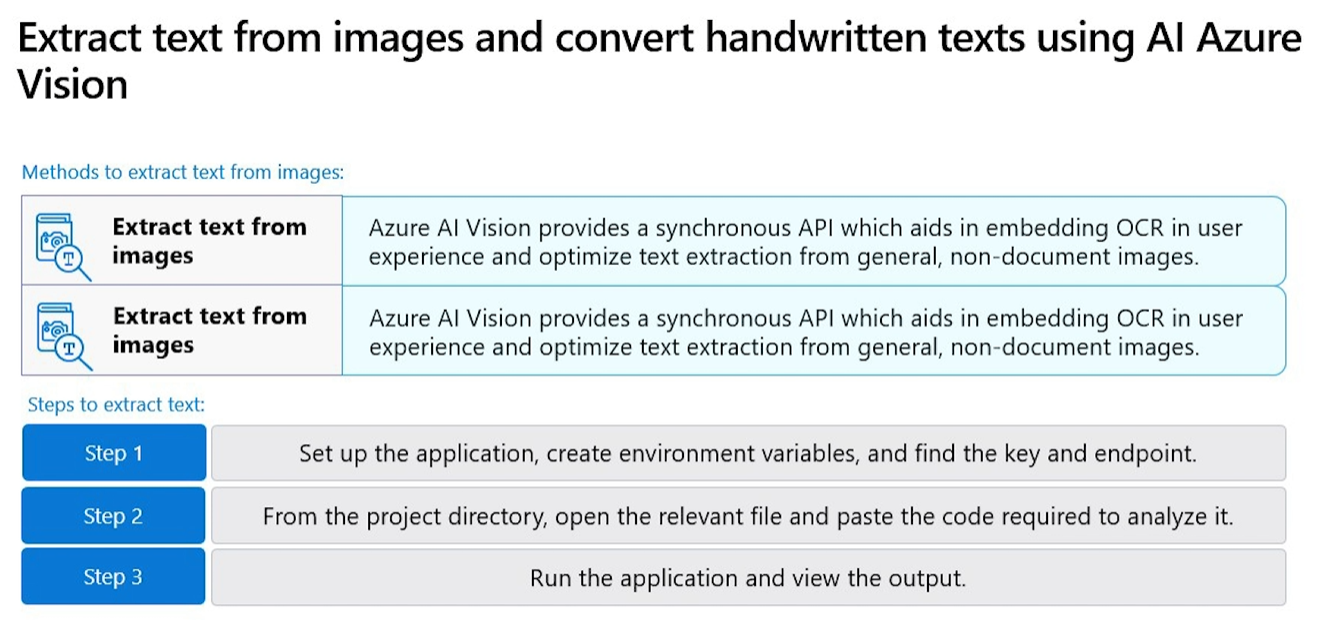 Extract text from images and convert handwritten texts using AI Azure
Vision
Methods to extract text from images:
Extract text from
images
Azure AI Vision provides a synchronous API which aids in embedding OCR in user
experience and optimize text extraction from general, non-document images.
Extract text from
images
Azure AI Vision provides a synchronous API which aids in embedding OCR in user
experience and optimize text extraction from general, non-document images.
Steps to extract text:
Step 1
Set up the application, create environment variables, and find the key and endpoint.
Step 2
From the project directory, open the relevant file and paste the code required to analyze it.
Step 3
Run the application and view the output.